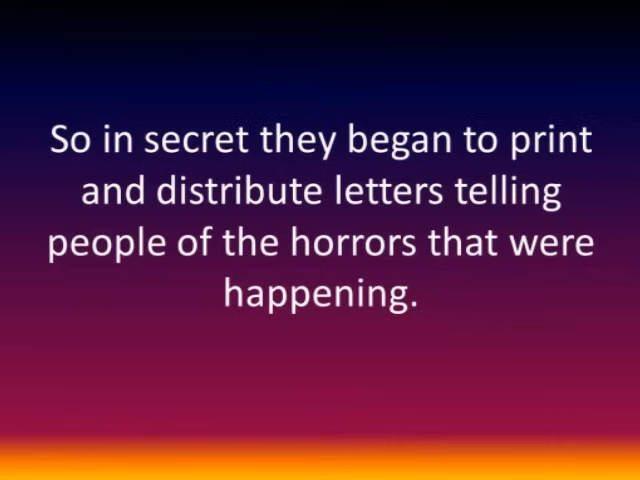 So in secret they began to print
and distribute letters telling
people of the horrors that were
happening.